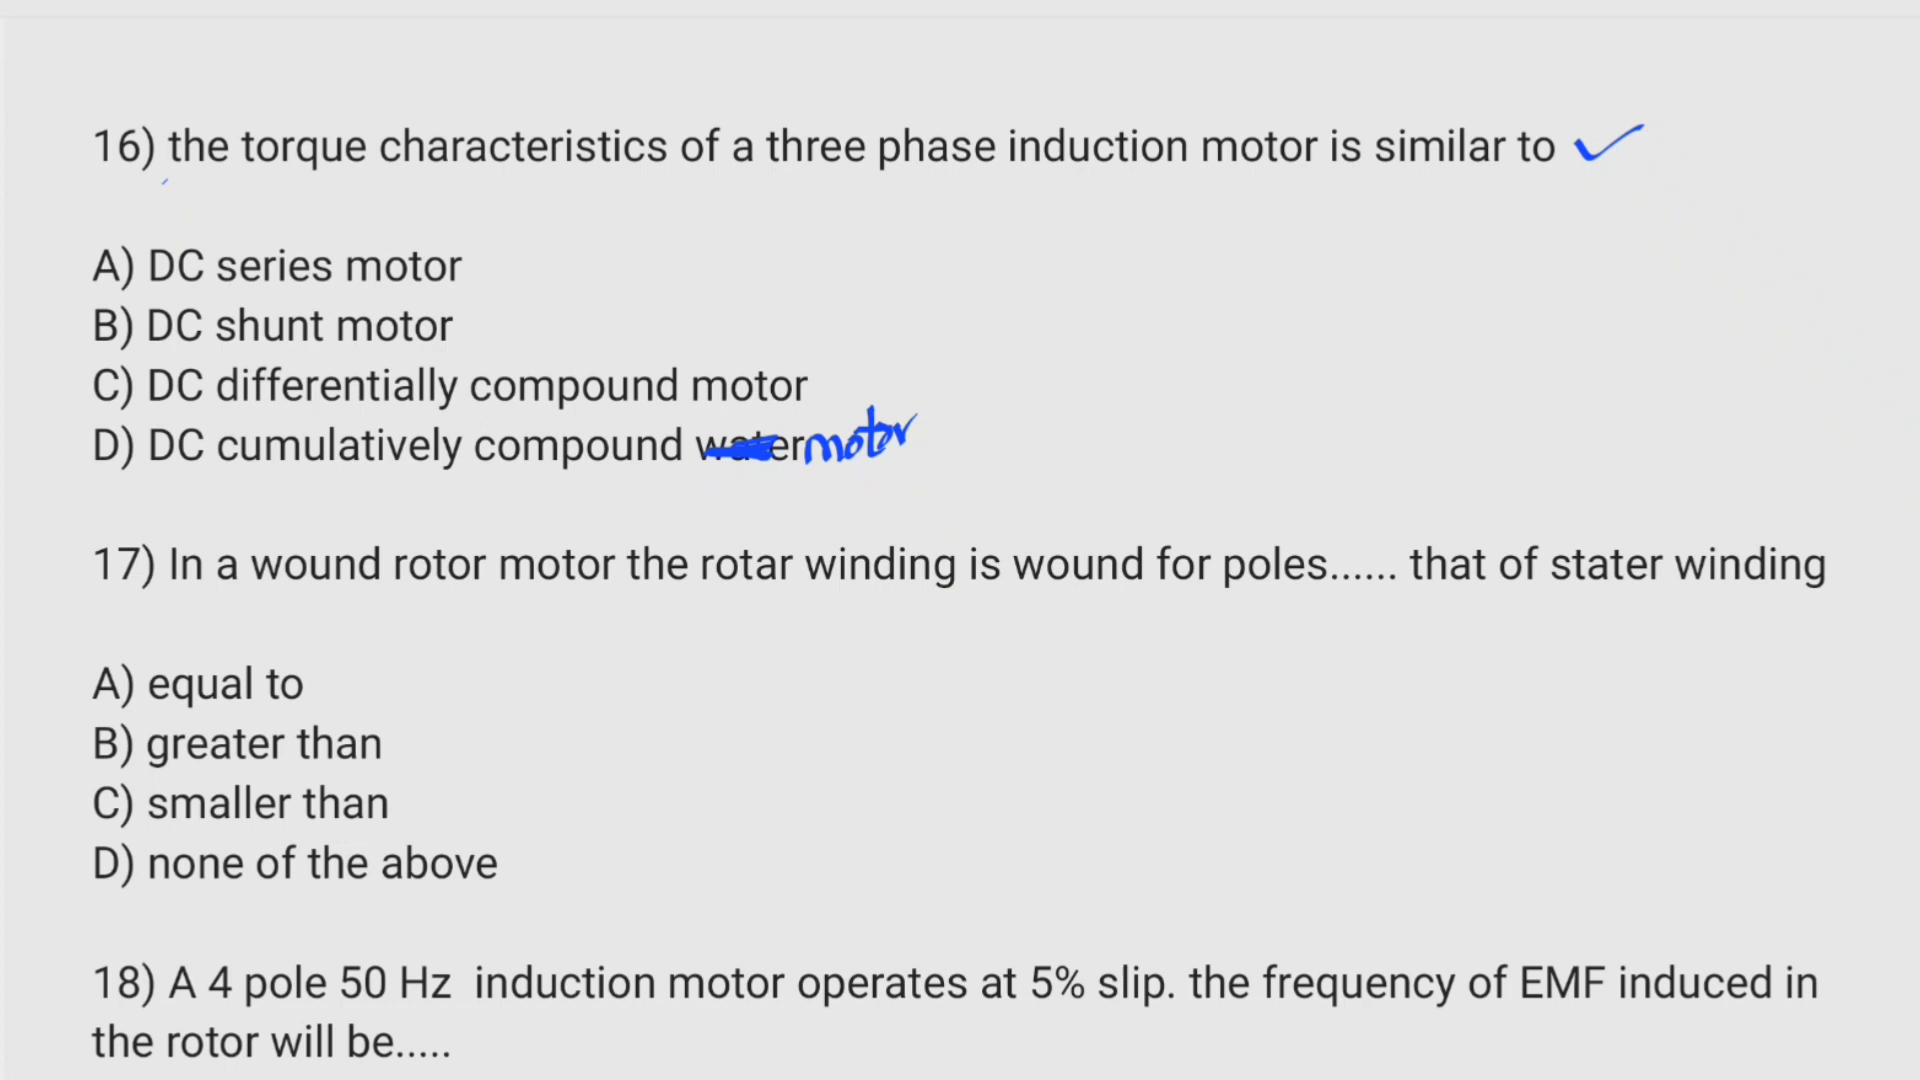 16) the torque characteristics of a three phase induction motor is similar to
A) DC series motor
B) DC shunt motor
C) DC differentially compound motor
D) DC cumulatively compound water motor
17) In a wound rotor motor the rotar winding is wound for poles...... that of stater winding
A) equal to
B) greater than
C) smaller than
D) none of the above
18) A 4 pole 50 Hz induction motor operates at 5% slip. the frequency of EMF induced in
the rotor will be.....